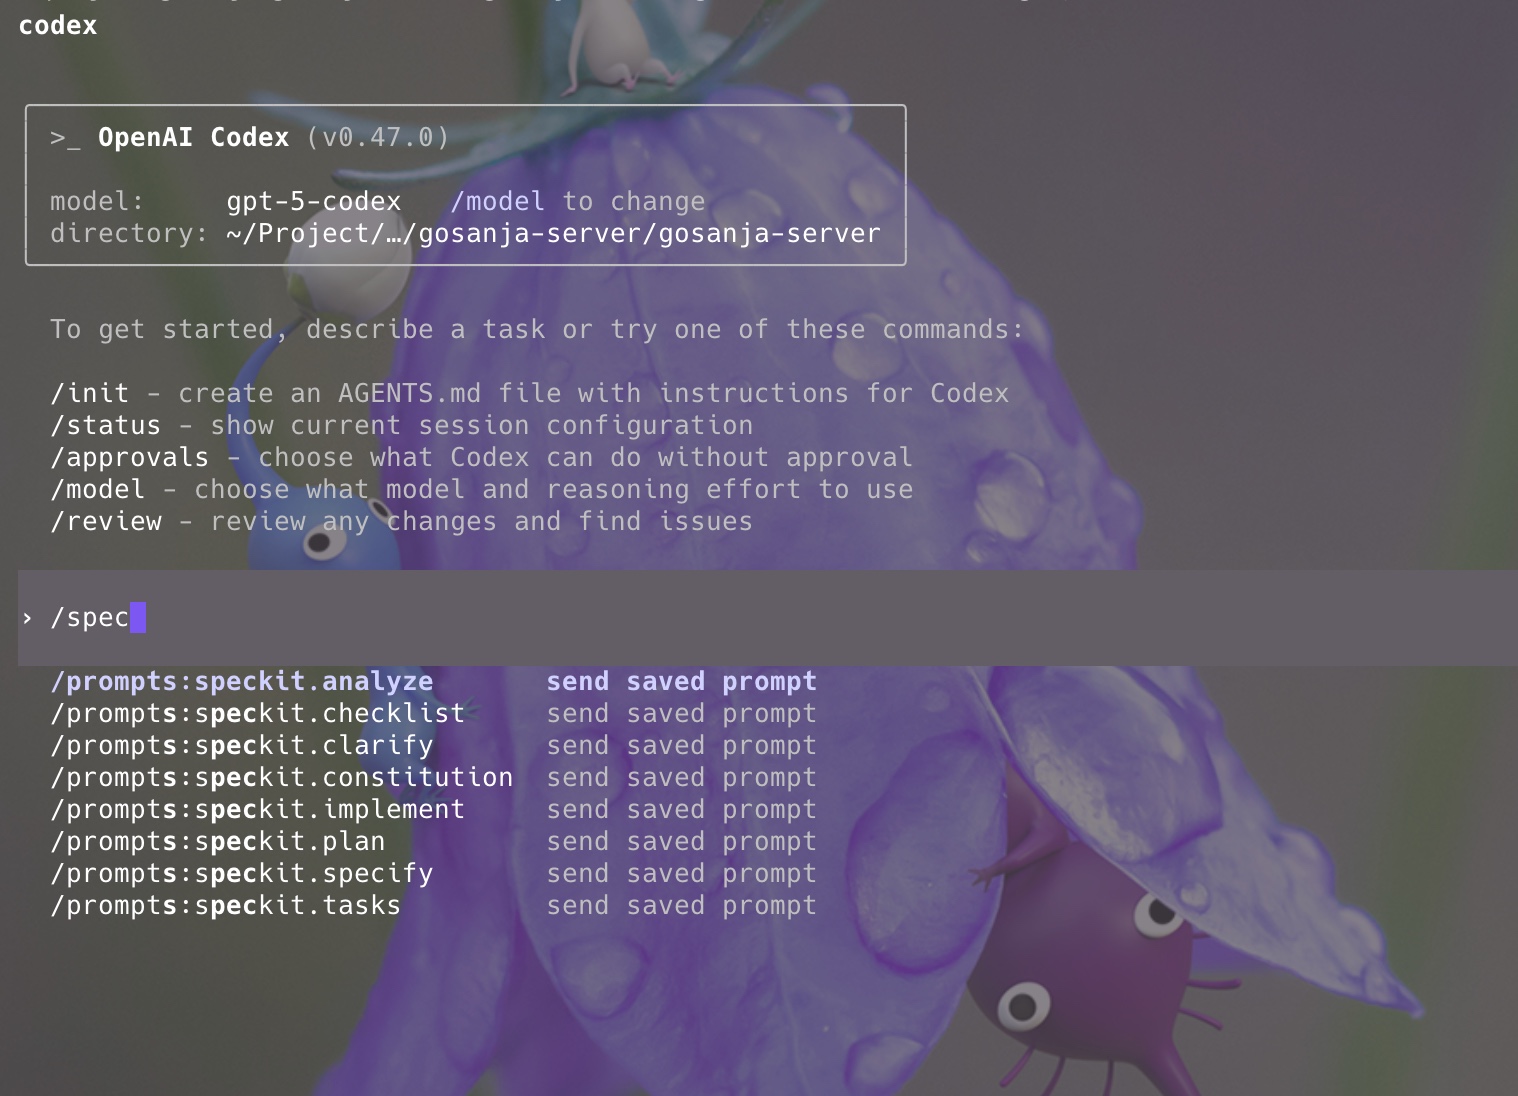 codex
>_ OpenAI Codex (v0.47.0)
model: gpt-5-codex /model to change
directory: ~/Project/…/gosanja-server/gosanja-server
To get started, describe a task or try one of these commands:
/init - create an AGENTS.md file with instructions for Codex
/status - show current session configuration
/approvals - choose what Codex can do without approval
/model - choose what model and reasoning effort to use
/review - review any changes and find issues
› /spec
/prompts:speckit.analyze send saved prompt
/prompts:speckit.checklist send saved prompt
/prompts:speckit.clarify send saved prompt
/prompts:speckit.constitution send saved prompt
/prompts:speckit.implement send saved prompt
/prompts:speckit.plan send saved prompt
/prompts:speckit.specify send saved prompt
/prompts:speckit.tasks send saved prompt